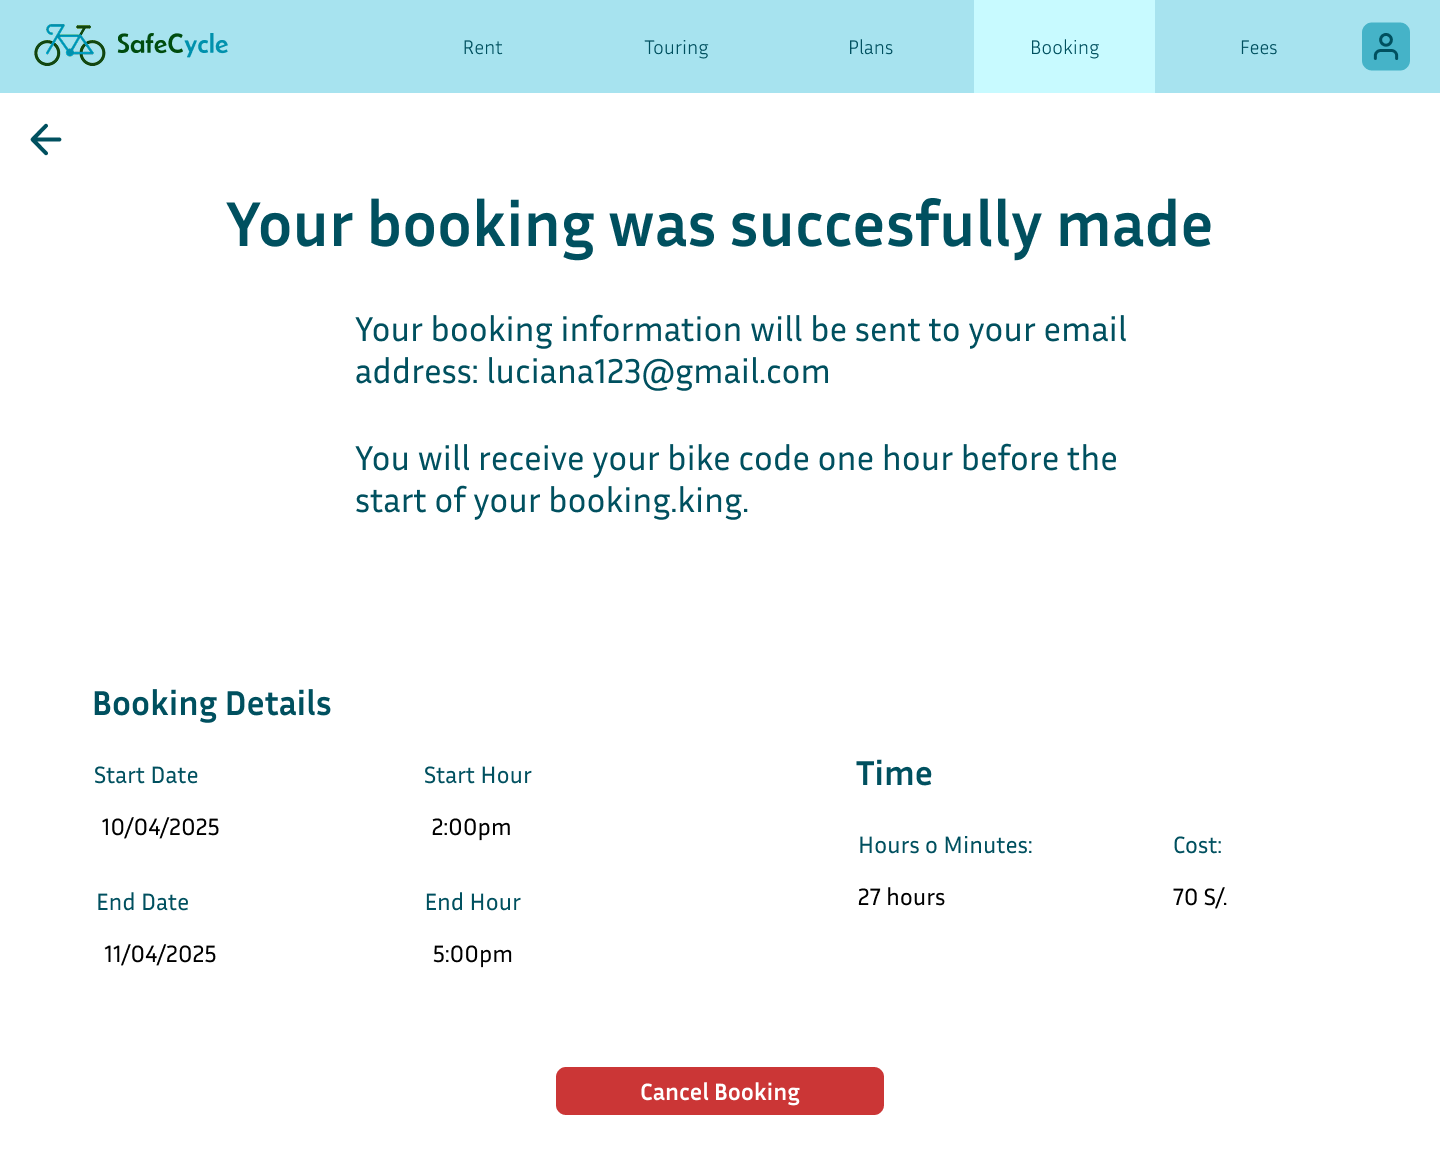 SafeCycle
Rent
Touring
Plans
Booking
Fees
Your booking was succesfully made
Your booking information will be sent to your email
address: luciana123@gmail.com
You will receive your bike code one hour before the
start of your booking.king.
Booking Details
Start Date
Start Hour
10/04/2025
2:00pm
End Date
End Hour
11/04/2025
5:00pm
Time
Hours o Minutes:
Cost:
27 hours
70 S/.
Cancel Booking